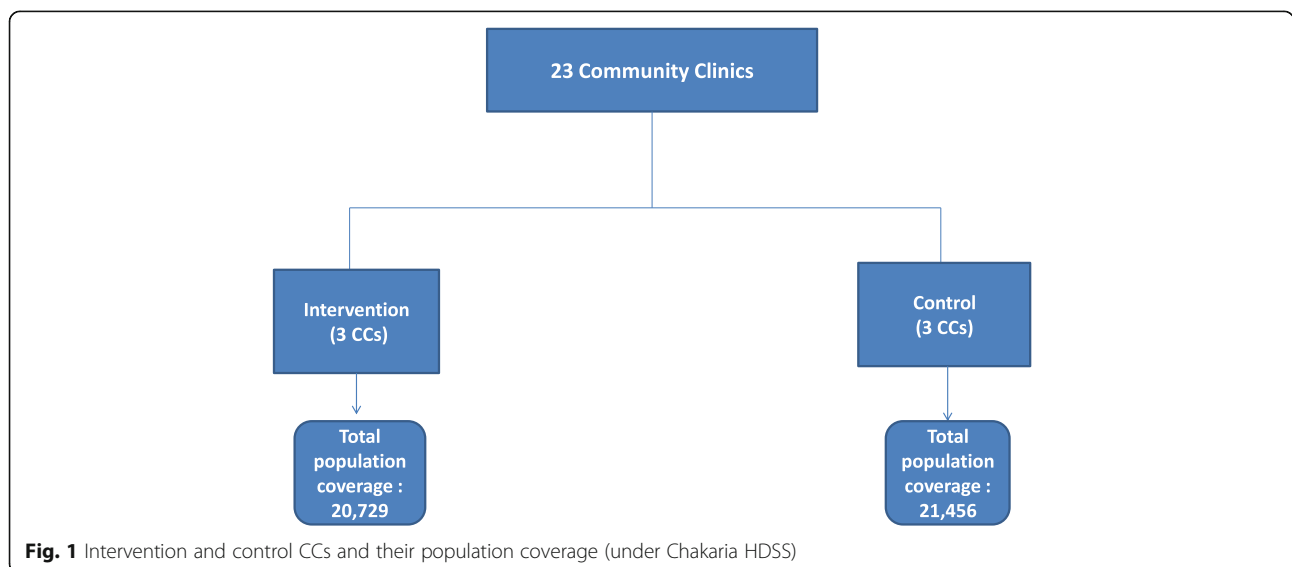 23 Community Clinics
Intervention
(3 CCs)
Control
(3 CCs)
Total
population
coverage :
20,729
Total
population
coverage :
21,456
Fig. 1 Intervention and control CCs and their population coverage (under Chakaria HDSS)